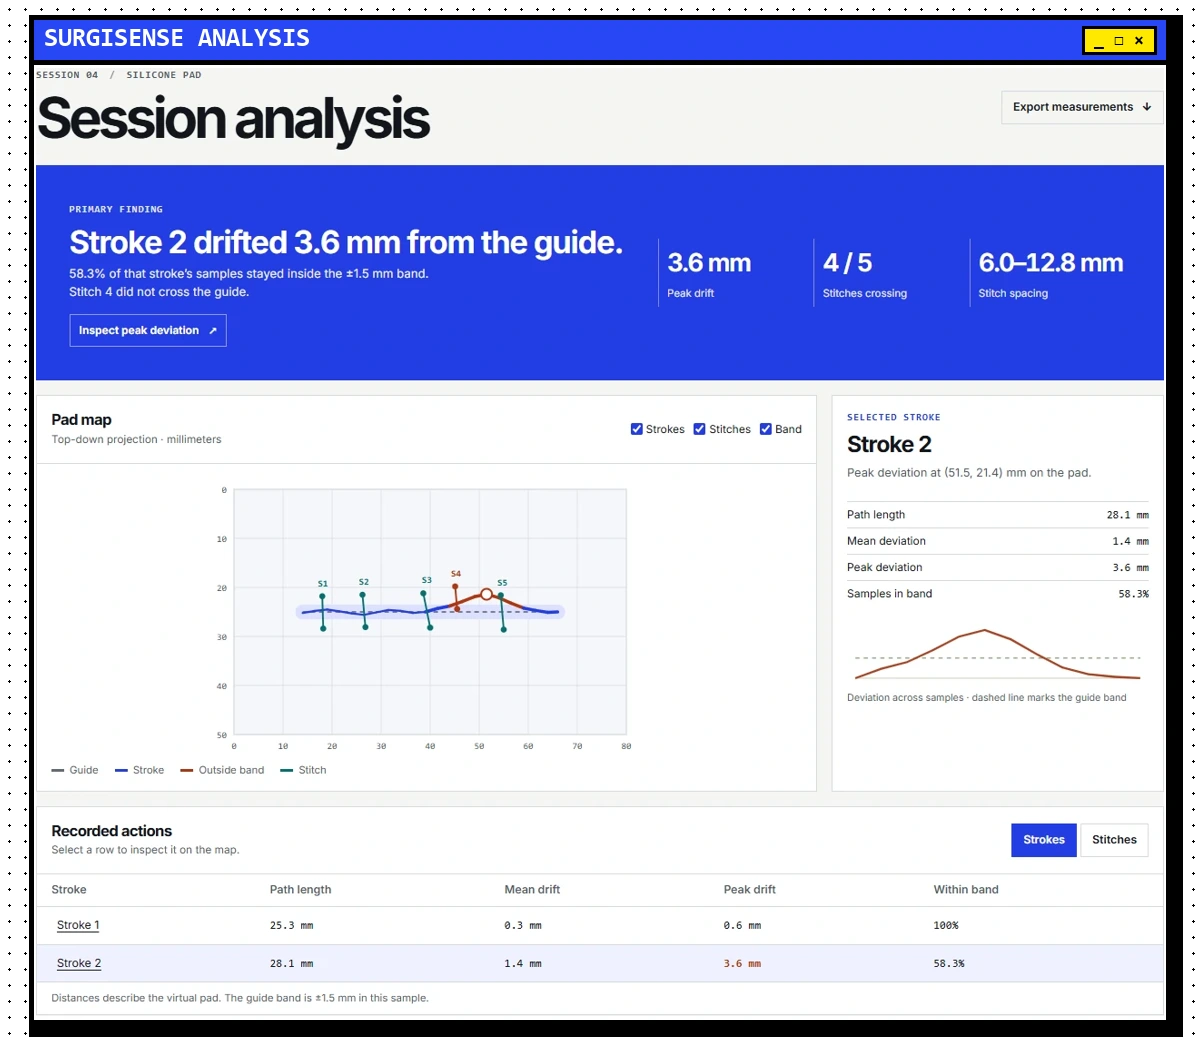 SURGISENSE ANALYSIS
SESSION 04 / SILICONE PAD
Session analysis
Export measurements ↓
PRIMARY FINDING
Stroke 2 drifted 3.6 mm from the guide.
58.3% of that stroke's samples stayed inside the ±1.5 mm band.
Stitch 4 did not cross the guide.
Inspect peak deviation ↗
3.6 mm
Peak drift
4 / 5
Stitches crossing
6.0–12.8 mm
Stitch spacing
Pad map
Top-down projection · millimeters
Strokes Stitches Band
0
10
20
30
40
50
S1 S2 S3 S4 S5
0 10 20 30 40 50 60 70 80
Guide Stroke Outside band Stitch
SELECTED STROKE
Stroke 2
Peak deviation at (51.5, 21.4) mm on the pad.
Path length 28.1 mm
Mean deviation 1.4 mm
Peak deviation 3.6 mm
Samples in band 58.3%
Deviation across samples · dashed line marks the guide band
Recorded actions
Select a row to inspect it on the map.
Strokes Stitches
Stroke Path length Mean drift Peak drift Within band
Stroke 1 25.3 mm 0.3 mm 0.6 mm 100%
Stroke 2 28.1 mm 1.4 mm 3.6 mm 58.3%
Distances describe the virtual pad. The guide band is ±1.5 mm in this sample.